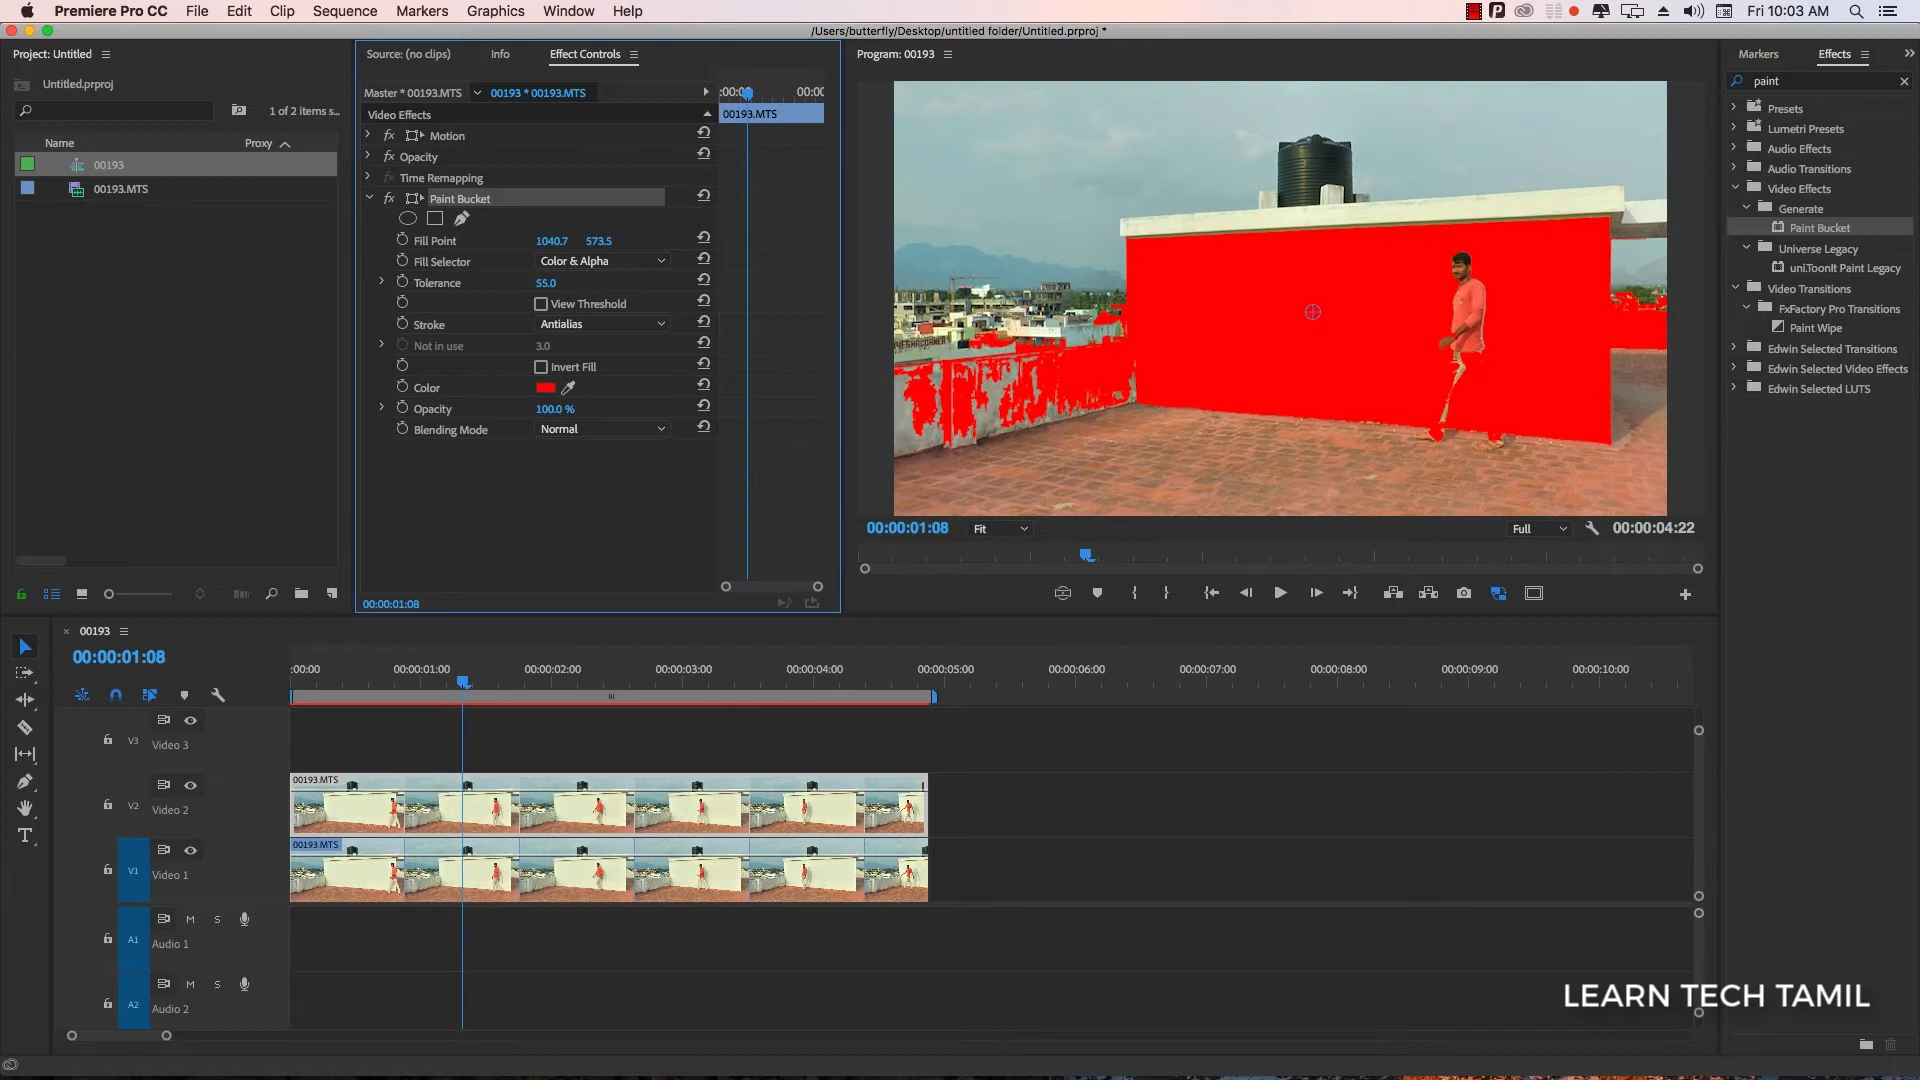 Premiere Pro CC File Edit Clip Sequence Markers Graphics Window Help Fri 10:03 AM
/Users/butterfly/Desktop/untitled folder/Untitled.prproj *
Project: Untitled
Untitled.prproj
1 of 2 items s...
Name Proxy
00193
00193.MTS
Source: (no clips) Info Effect Controls
Master * 00193.MTS 00193 * 00193.MTS
:00:00 00:00
Video Effects 00193.MTS
fx Motion
fx Opacity
fx Time Remapping
fx Paint Bucket
Fill Point 1040.7 573.5
Fill Selector Color & Alpha
Tolerance 55.0
View Threshold
Stroke Antialias
Not in use 3.0
Invert Fill
Color
Opacity 100.0 %
Blending Mode Normal
00:00:01:08
Program: 00193
00:00:01:08 Fit Full 00:00:04:22
Markers Effects
paint
Presets
Lumetri Presets
Audio Effects
Audio Transitions
Video Effects
Generate
Paint Bucket
Universe Legacy
uni.ToonIt Paint Legacy
Video Transitions
FxFactory Pro Transitions
Paint Wipe
Edwin Selected Transitions
Edwin Selected Video Effects
Edwin Selected LUTS
00193
00:00:01:08
:00:00 00:00:01:00 00:00:02:00 00:00:03:00 00:00:04:00 00:00:05:00 00:00:06:00 00:00:07:00 00:00:08:00 00:00:09:00 00:00:10:00
V3 Video 3
00193.MTS
V2 Video 2
00193.MTS
V1 Video 1
M S
A1 Audio 1
M S
A2 Audio 2
LEARN TECH TAMIL